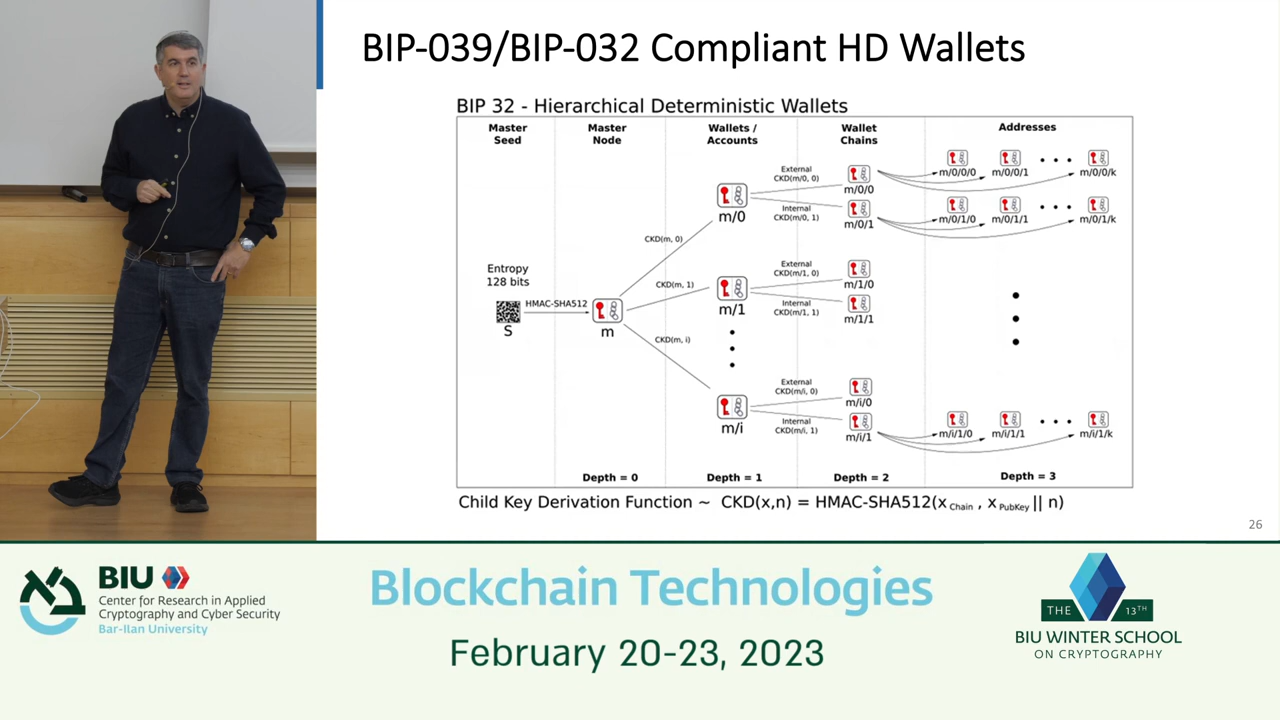 BIP-039/BIP-032 Compliant HD Wallets
BIP 32 - Hierarchical Deterministic Wallets
Master
Seed
Master
Node
Wallets /
Accounts
Wallet
Chains
Addresses
Entropy
128 bits
S
HMAC-SHA512
m
CKD(m, 0)
CKD(m, 1)
CKD(m, i)
m/0
m/1
m/i
External
CKD(m/0, 0)
Internal
CKD(m/0, 1)
External
CKD(m/1, 0)
Internal
CKD(m/1, 1)
External
CKD(m/i, 0)
Internal
CKD(m/i, 1)
m/0/0
m/0/1
m/1/0
m/1/1
m/i/0
m/i/1
m/0/0/0 m/0/0/1 m/0/0/k
m/0/1/0 m/0/1/1 m/0/1/k
m/i/1/0 m/i/1/1 m/i/1/k
Depth = 0 Depth = 1 Depth = 2 Depth = 3
Child Key Derivation Function ~ CKD(x,n) = HMAC-SHA512(x Chain , x PubKey || n)
26
BIU
Center for Research in Applied
Cryptography and Cyber Security
Bar-Ilan University
Blockchain Technologies
February 20-23, 2023
THE 13TH
BIU WINTER SCHOOL
ON CRYPTOGRAPHY